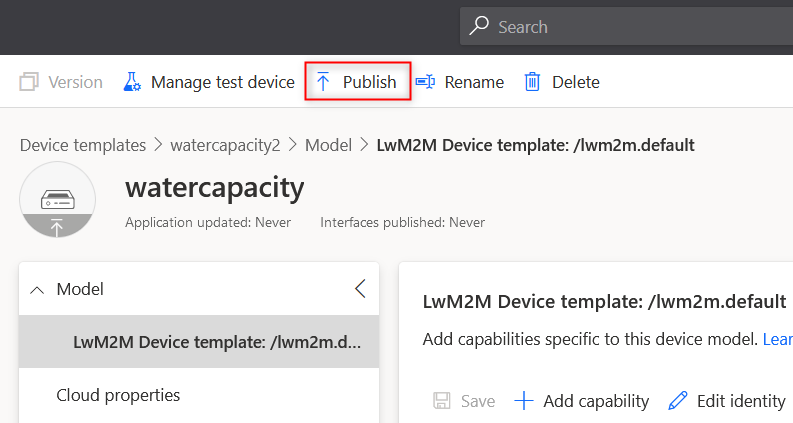 Search
Version Manage test device Publish Rename Delete
Device templates > watercapacity2 > Model > LwM2M Device template: /lwm2m.default
watercapacity
Application updated: Never Interfaces published: Never
Model
LwM2M Device template: /lwm2m.d...
Cloud properties
LwM2M Device template: /lwm2m.default
Add capabilities specific to this device model. Lear
Save Add capability Edit identity